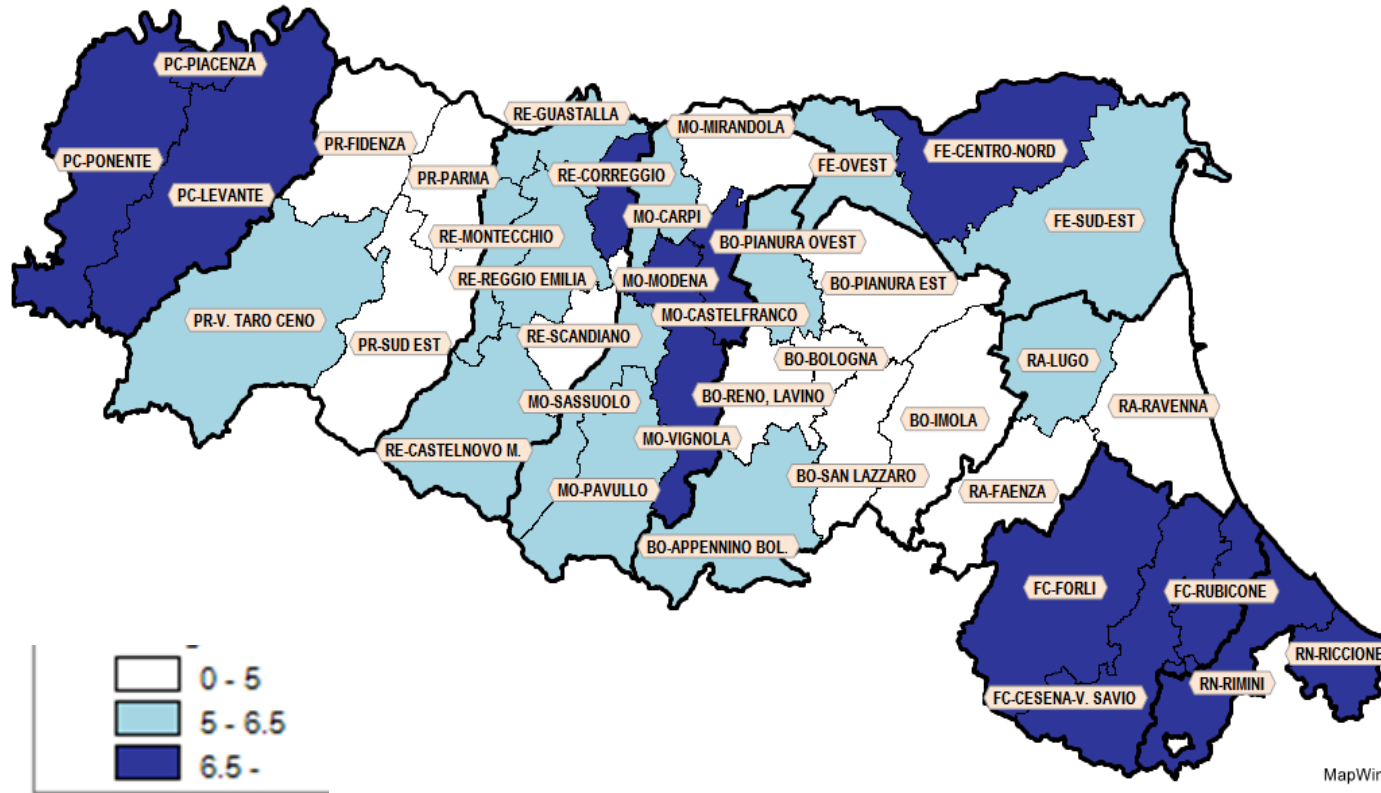 PC-PIACENZA
RE-GUASTALLA
MO-MIRANDOLA
PR-FIDENZA
FE-CENTRO-NORD
PC-PONENTE
FE-OVEST
RE-CORREGGIO
PR-PARMA
PC-LEVANTE
MO-CARPI
FE-SUD-EST
RE-MONTECCHIO
BO-PIANURA OVEST
RE-REGGIO EMILIA
MO-MODENA
BO-PIANURA EST
MO-CASTELFRANCO
PR-V. TARO CENO
RE-SCANDIANO
PR-SUD EST
BO-BOLOGNA
RA-LUGO
BO-RENO, LAVINO
MO-SASSUOLO
RA-RAVENNA
BO-IMOLA
MO-VIGNOLA
RE-CASTELNOVO M.
BO-SAN LAZZARO
MO-PAVULLO
RA-FAENZA
BO-APPENNINO BOL.
FC-FORLI
FC-RUBICONE
RN-RICCIONE
RN-RIMINI
FC-CESENA-V. SAVIO
0 - 5
5 - 6.5
6.5 -
MapWin